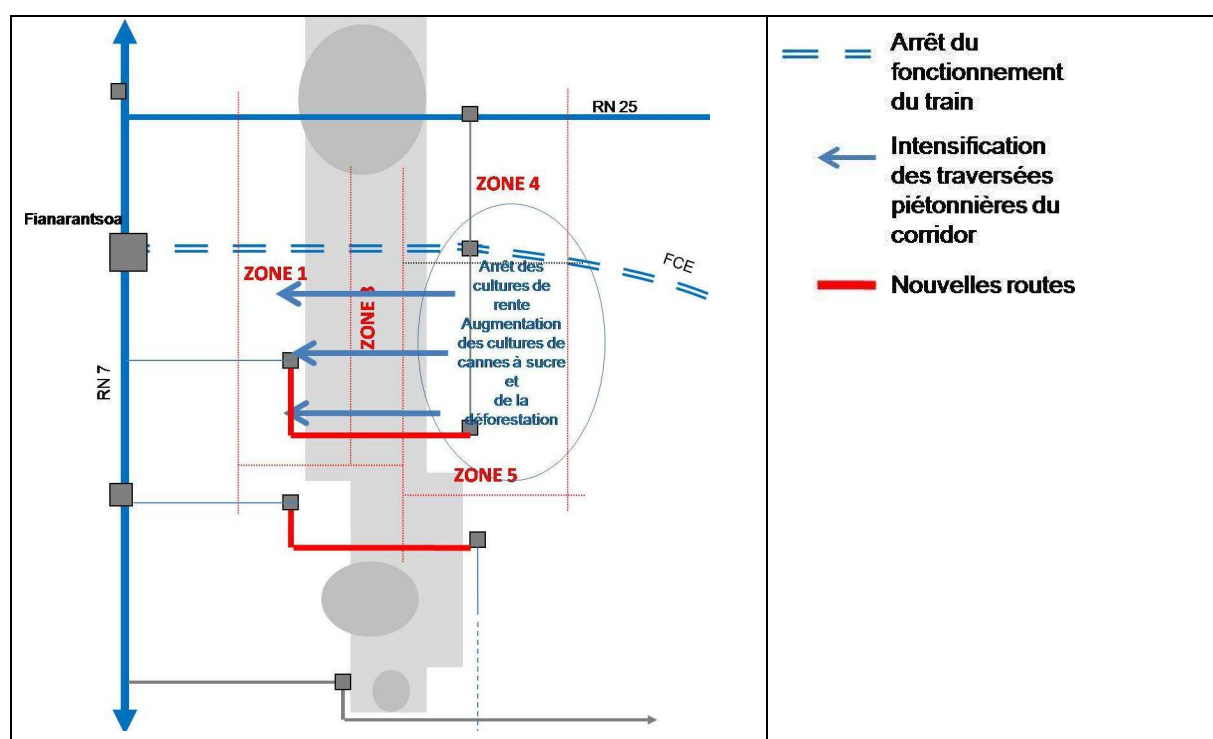 RN 25
ZONE 4
Fianarantsoa
FCE
ZONE 1
ZONE 3
Arrêt des
cultures de
rente
Augmentation
des cultures de
cannes à sucre
et
de la
déforestation
RN 7
ZONE 5
Arrêt du
fonctionnement
du train
Intensification
des traversées
piétonnières du
corridor
Nouvelles routes